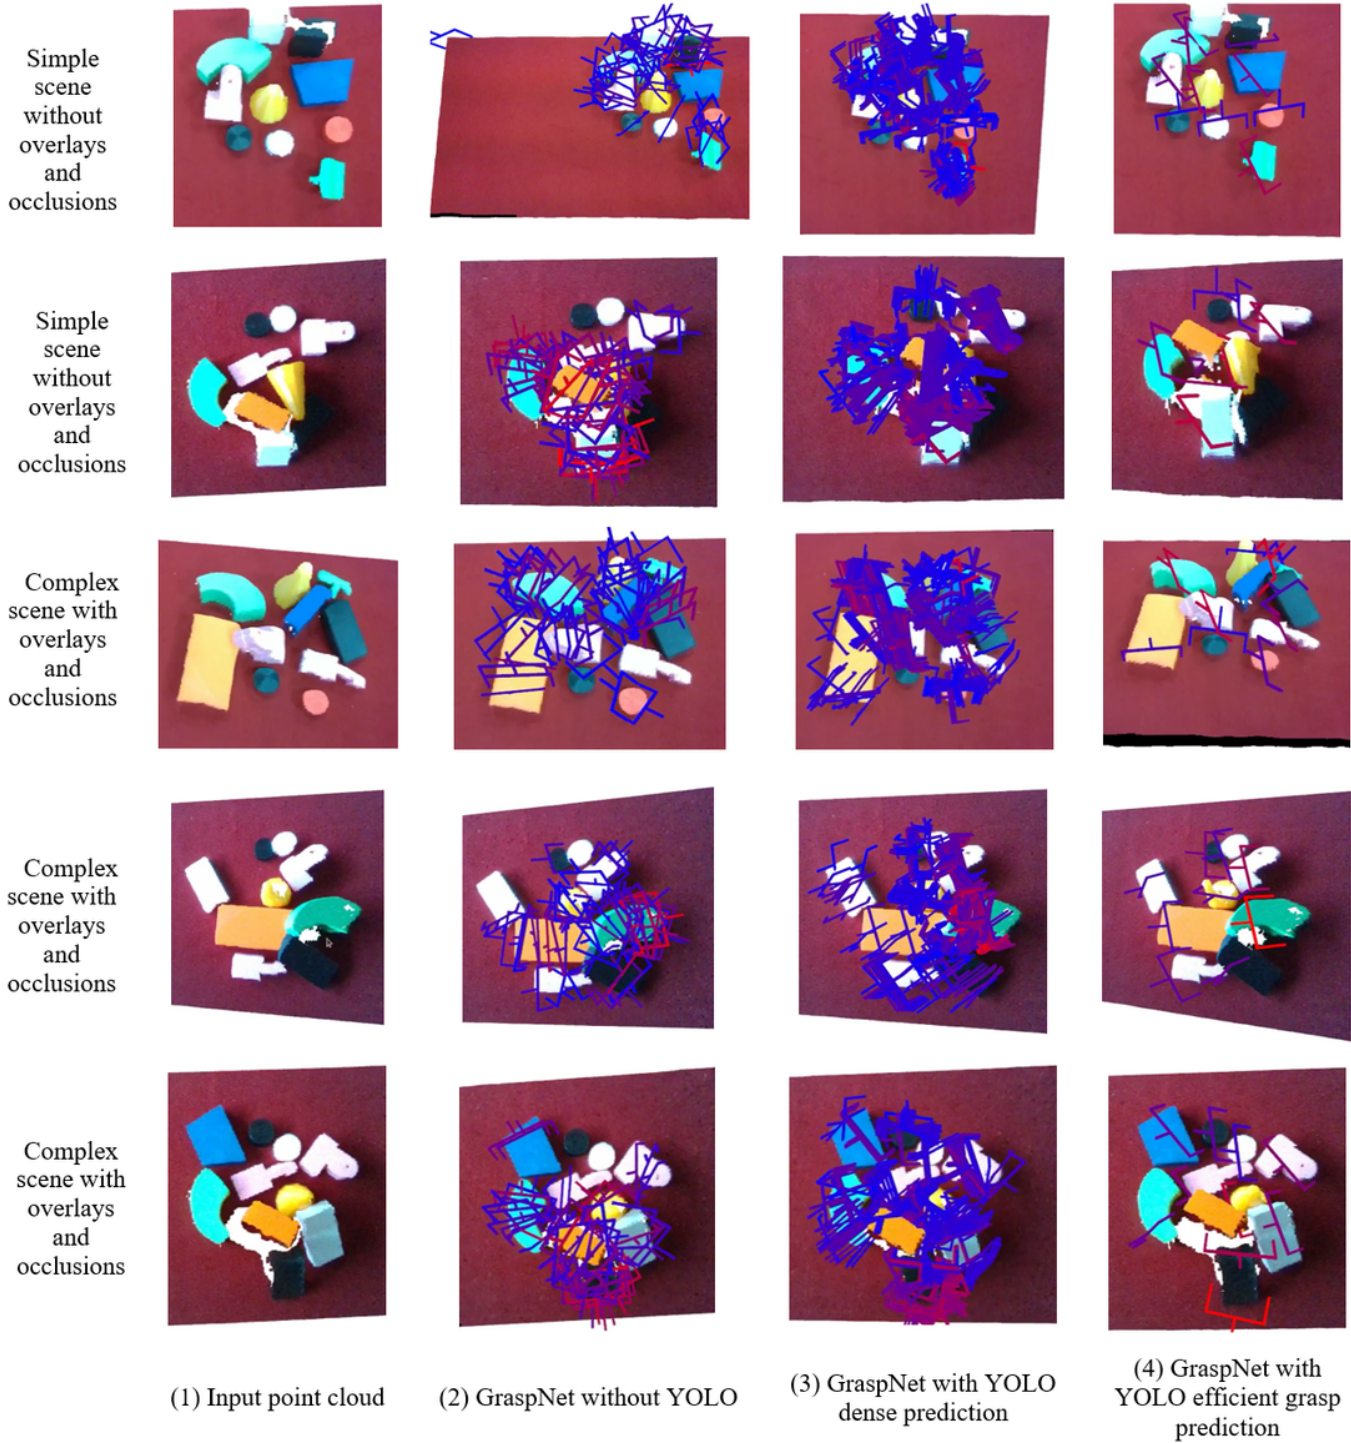 Simple
scene
without
overlays
and
occlusions
Simple
scene
without
overlays
and
occlusions
Complex
scene with
overlays
and
occlusions
Complex
scene with
overlays
and
occlusions
Complex
scene with
overlays
and
occlusions
(1) Input point cloud
(2) GraspNet without YOLO
(3) GraspNet with YOLO
dense prediction
(4) GraspNet with
YOLO efficient grasp
prediction